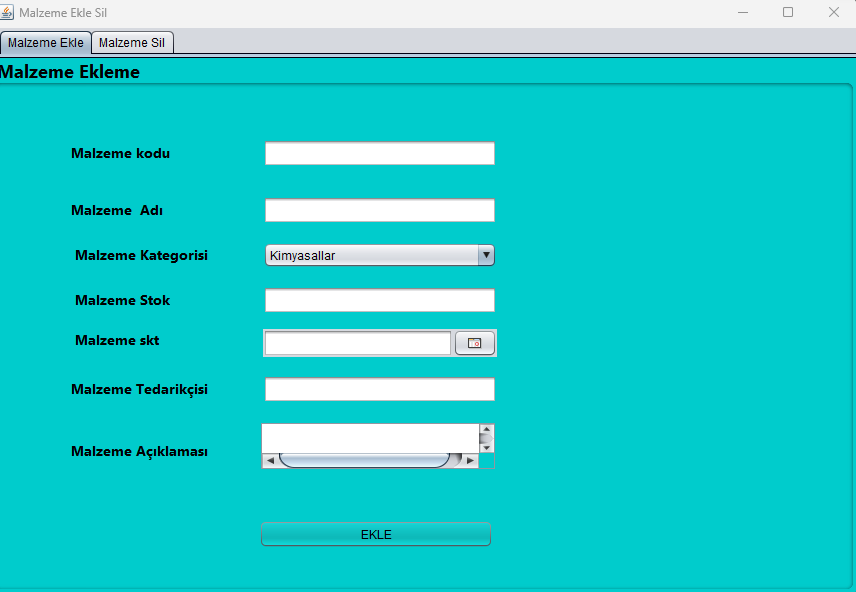 Malzeme Ekle Sil
Malzeme Ekle Malzeme Sil
Malzeme Ekleme
Malzeme kodu
Malzeme Adı
Malzeme Kategorisi Kimyasallar
Malzeme Stok
Malzeme skt
Malzeme Tedarikçisi
Malzeme Açıklaması
EKLE